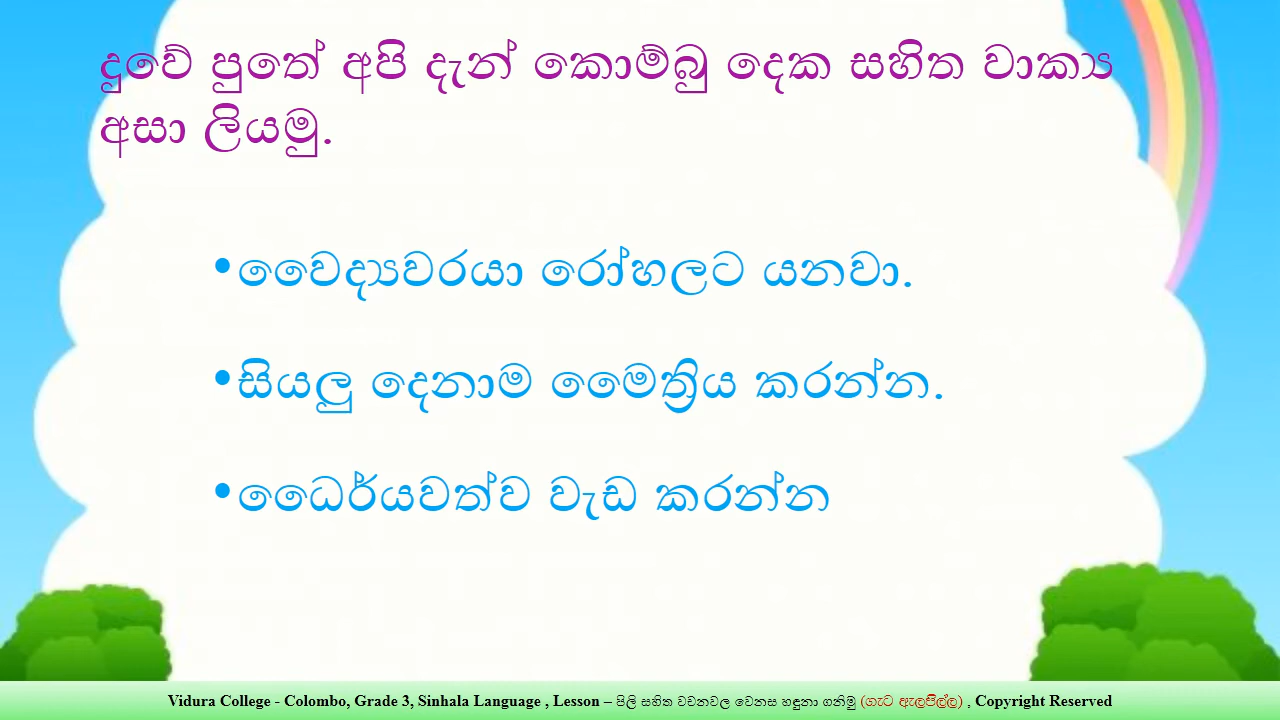 දුවේ පුතේ අපි දැන් කොම්බු දෙක සහිත වාක්‍ය
අසා ලියමු.
•වෛද්‍යවරයා රෝහලට යනවා.
•සියලු දෙනාම මෛත්‍රිය කරන්න.
•ධෛර්යවත්ව වැඩ කරන්න
Vidura College - Colombo, Grade 3, Sinhala Language , Lesson – පිලි සහිත වචනවල වෙනස හඳුනා ගනිමු (ගැට ඇලපිල්ල) , Copyright Reserved